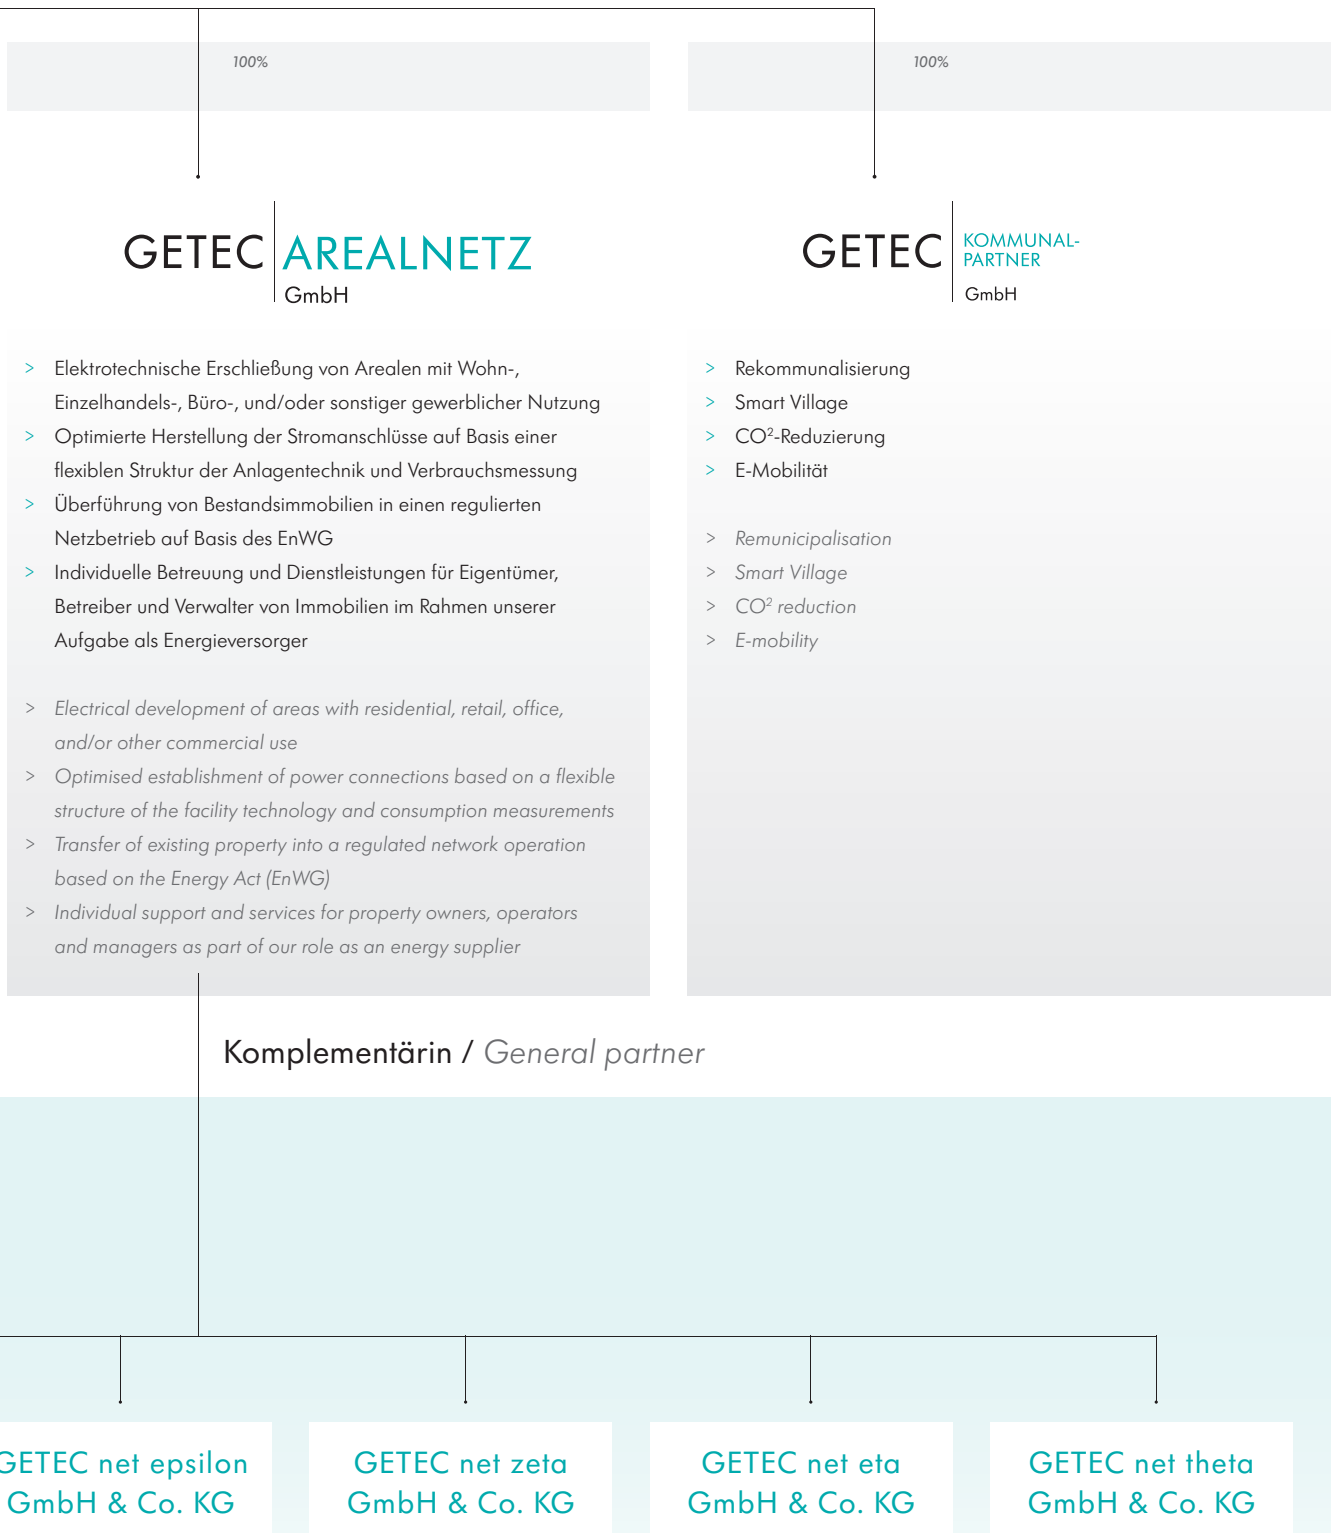 100%
100%
GETEC AREALNETZ
GmbH
GETEC KOMMUNAL-
PARTNER
GmbH
> Elektrotechnische Erschließung von Arealen mit Wohn-,
Einzelhandels-, Büro-, und/oder sonstiger gewerblicher Nutzung
> Optimierte Herstellung der Stromanschlüsse auf Basis einer
flexiblen Struktur der Anlagentechnik und Verbrauchsmessung
> Überführung von Bestandsimmobilien in einen regulierten
Netzbetrieb auf Basis des EnWG
> Individuelle Betreuung und Dienstleistungen für Eigentümer,
Betreiber und Verwalter von Immobilien im Rahmen unserer
Aufgabe als Energieversorger
> Electrical development of areas with residential, retail, office,
and/or other commercial use
> Optimised establishment of power connections based on a flexible
structure of the facility technology and consumption measurements
> Transfer of existing property into a regulated network operation
based on the Energy Act (EnWG)
> Individual support and services for property owners, operators
and managers as part of our role as an energy supplier
> Rekommunalisierung
> Smart Village
> CO²-Reduzierung
> E-Mobilität
> Remunicipalisation
> Smart Village
> CO² reduction
> E-mobility
Komplementärin / General partner
GETEC net epsilon
GmbH & Co. KG
GETEC net zeta
GmbH & Co. KG
GETEC net eta
GmbH & Co. KG
GETEC net theta
GmbH & Co. KG